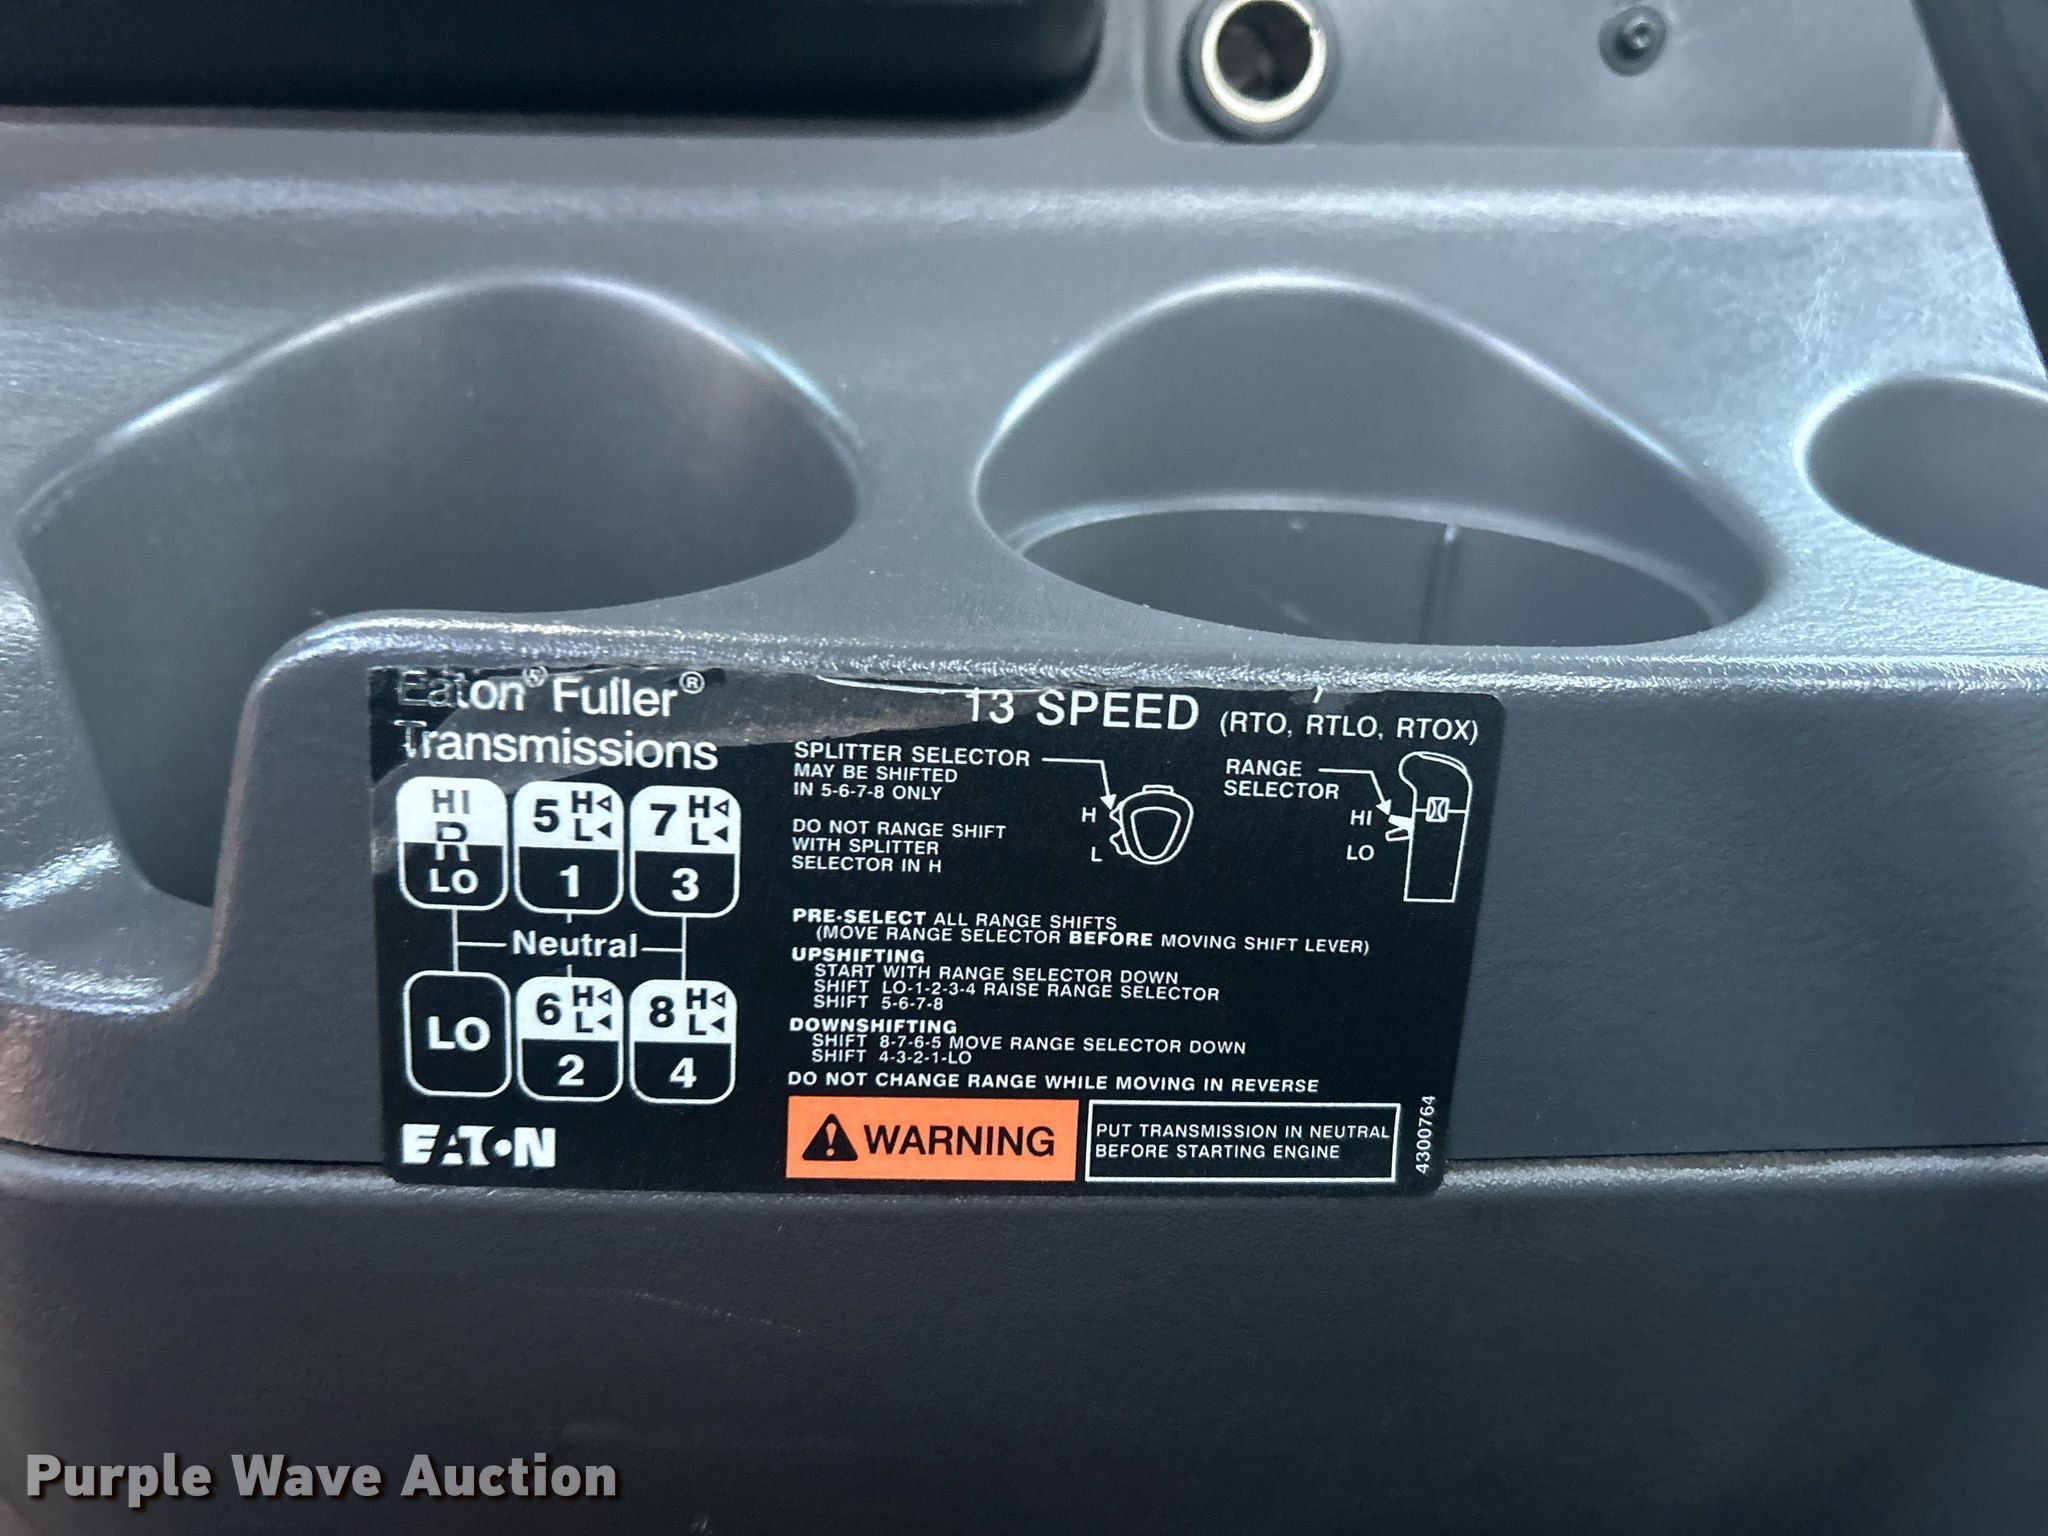 Eaton® Fuller®
Transmissions
13 SPEED (RTO, RTLO, RTOX)
HI
R
LO
5 H L
1
7 H L
3
Neutral
LO
6 H L
2
8 H L
4
EATON
SPLITTER SELECTOR
MAY BE SHIFTED
IN 5-6-7-8 ONLY
H
L
RANGE
SELECTOR
HI
LO
DO NOT RANGE SHIFT
WITH SPLITTER
SELECTOR IN H
PRE-SELECT ALL RANGE SHIFTS
(MOVE RANGE SELECTOR BEFORE MOVING SHIFT LEVER)
UPSHIFTING
START WITH RANGE SELECTOR DOWN
SHIFT LO-1-2-3-4 RAISE RANGE SELECTOR
SHIFT 5-6-7-8
DOWNSHIFTING
SHIFT 8-7-6-5 MOVE RANGE SELECTOR DOWN
SHIFT 4-3-2-1-LO
DO NOT CHANGE RANGE WHILE MOVING IN REVERSE
WARNING
PUT TRANSMISSION IN NEUTRAL
BEFORE STARTING ENGINE
4300764
Purple Wave Auction